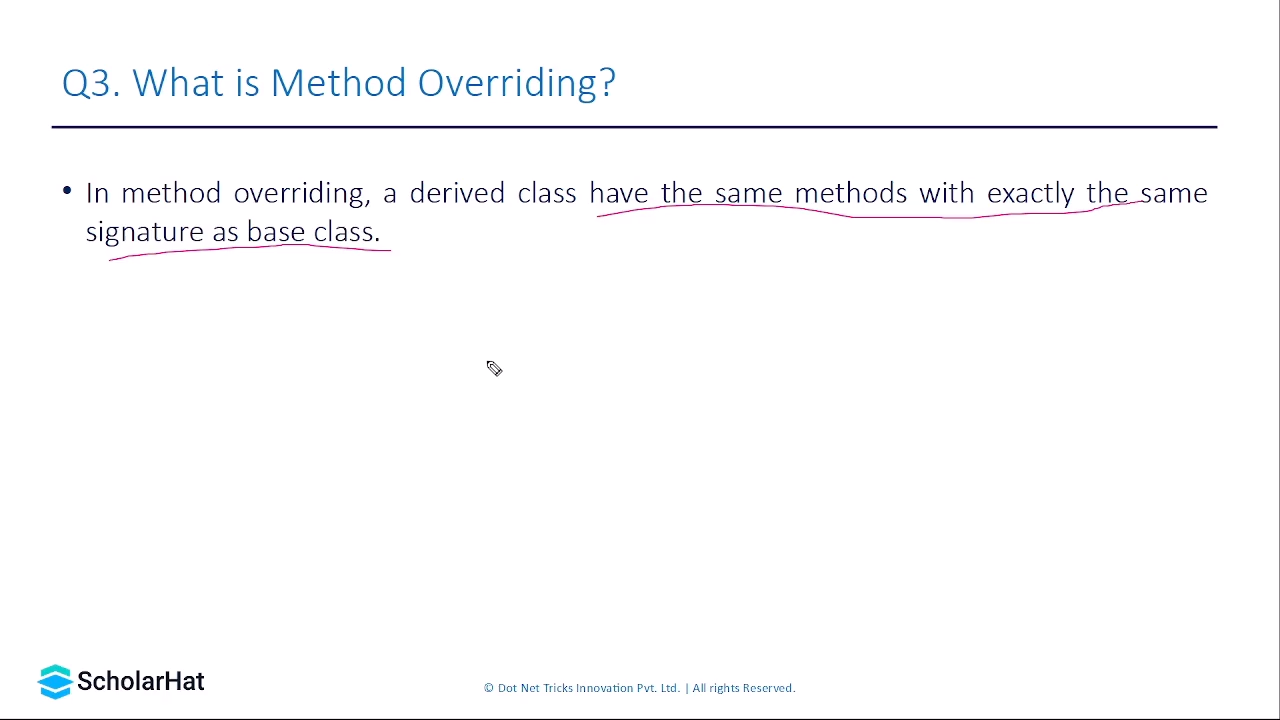 Q3. What is Method Overriding?
• In method overriding, a derived class have the same methods with exactly the same
signature as base class.
ScholarHat
© Dot Net Tricks Innovation Pvt. Ltd. | All rights Reserved.